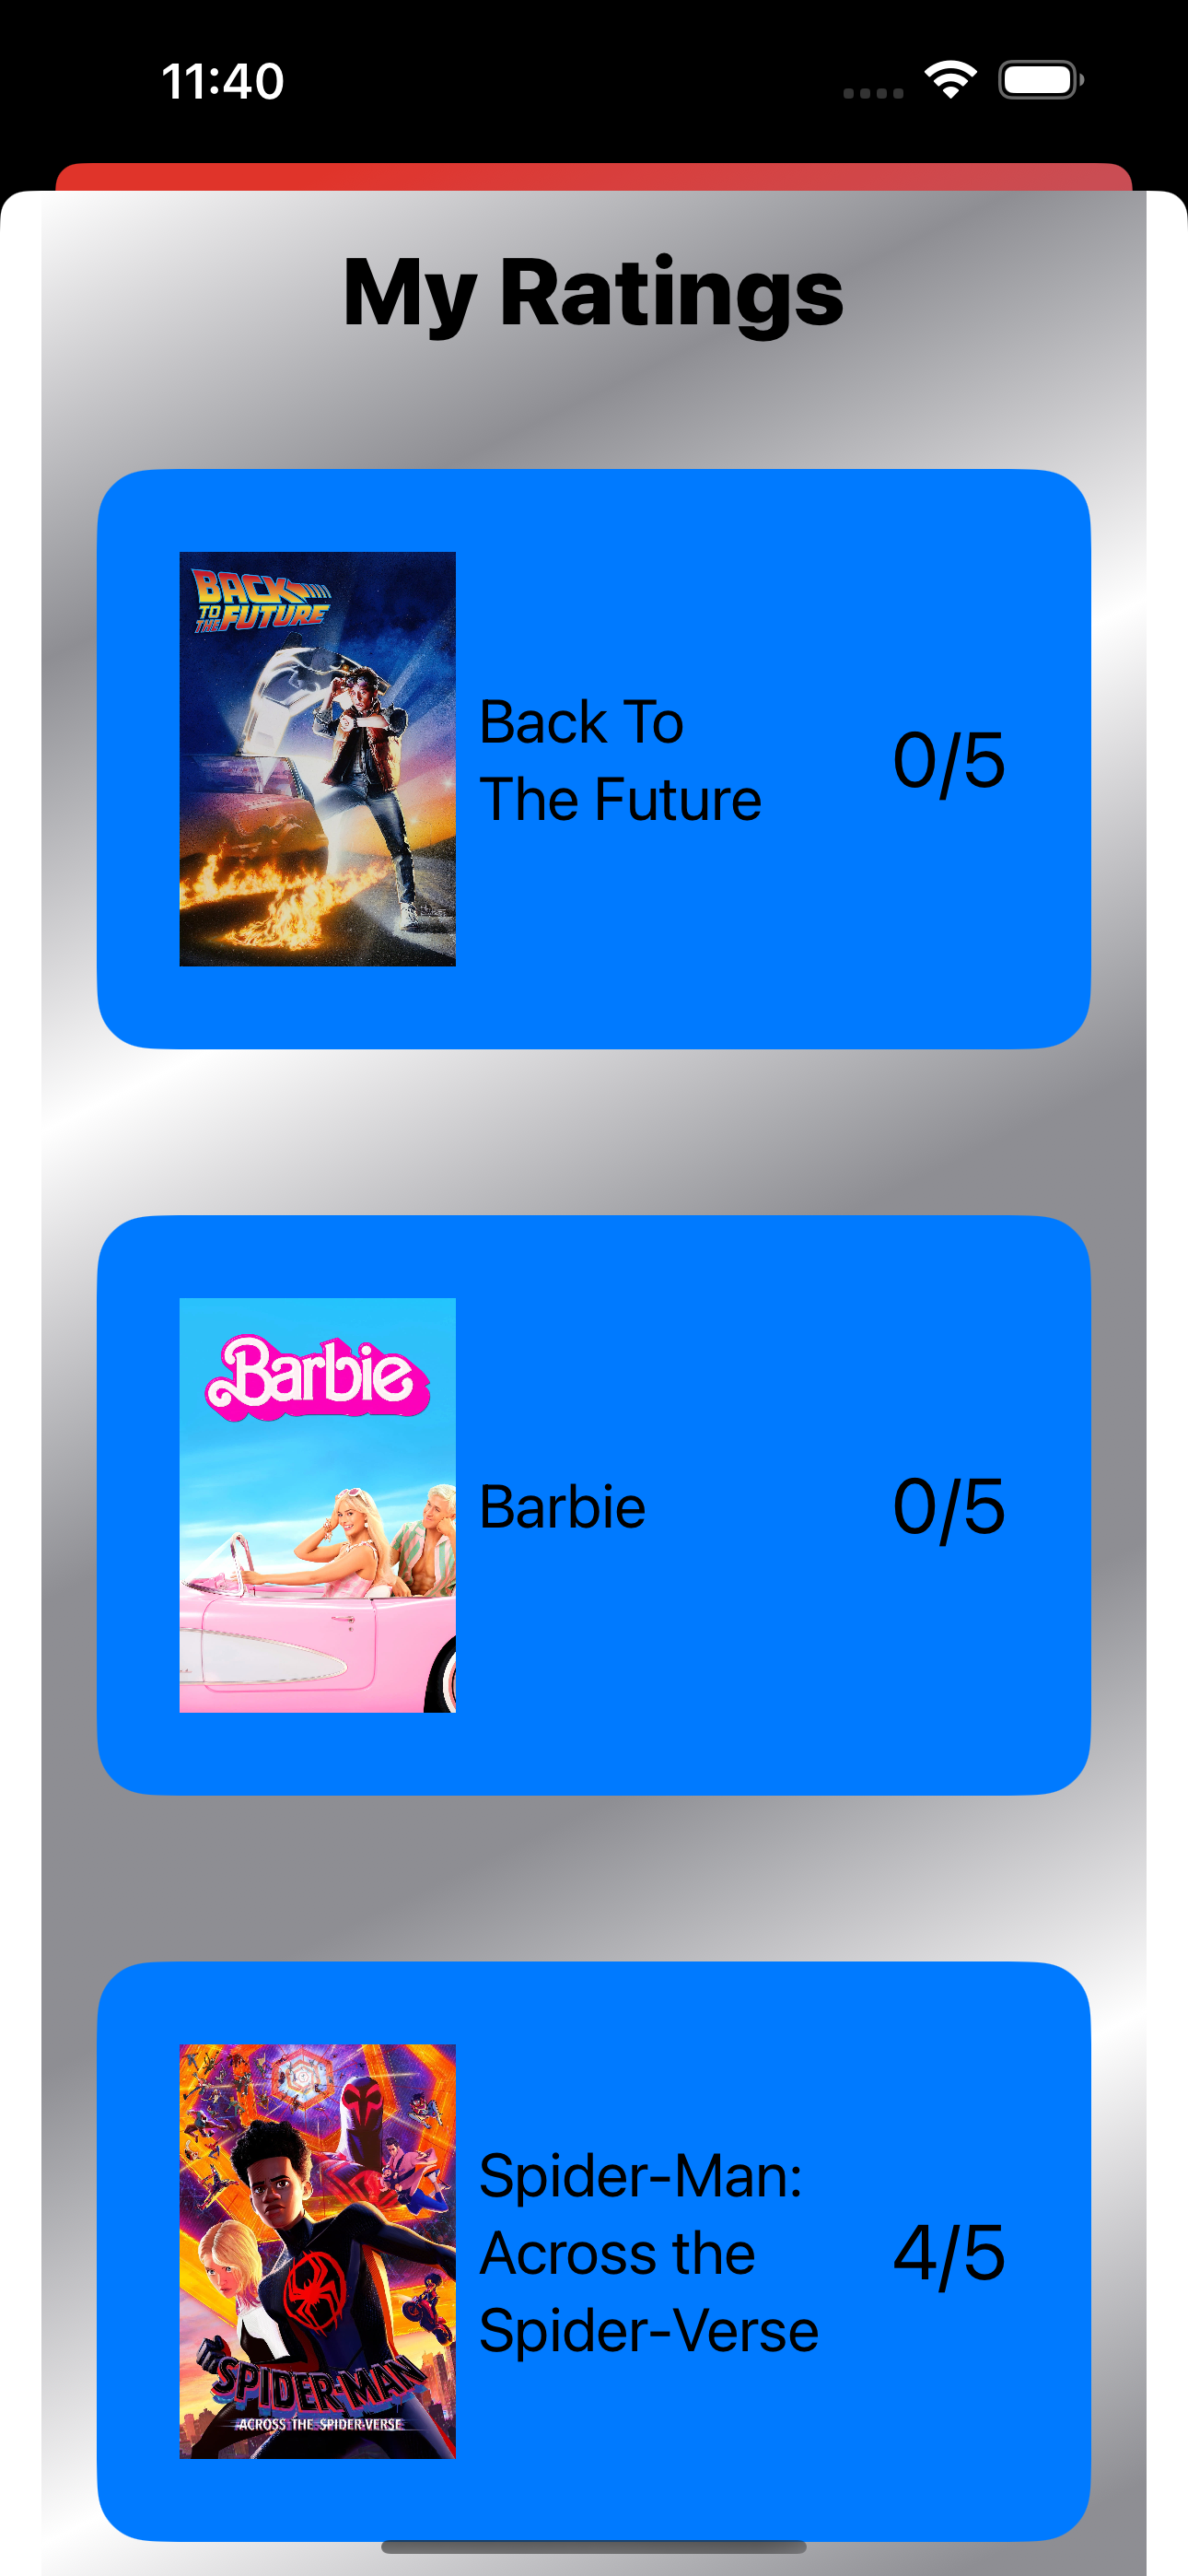 11:40
My Ratings
BACK
TO
THE FUTURE
Back To
The Future
0/5
Barbie
Barbie
0/5
SPIDER-MAN
ACROSS THE SPIDER-VERSE
Spider-Man:
Across the
Spider-Verse
4/5